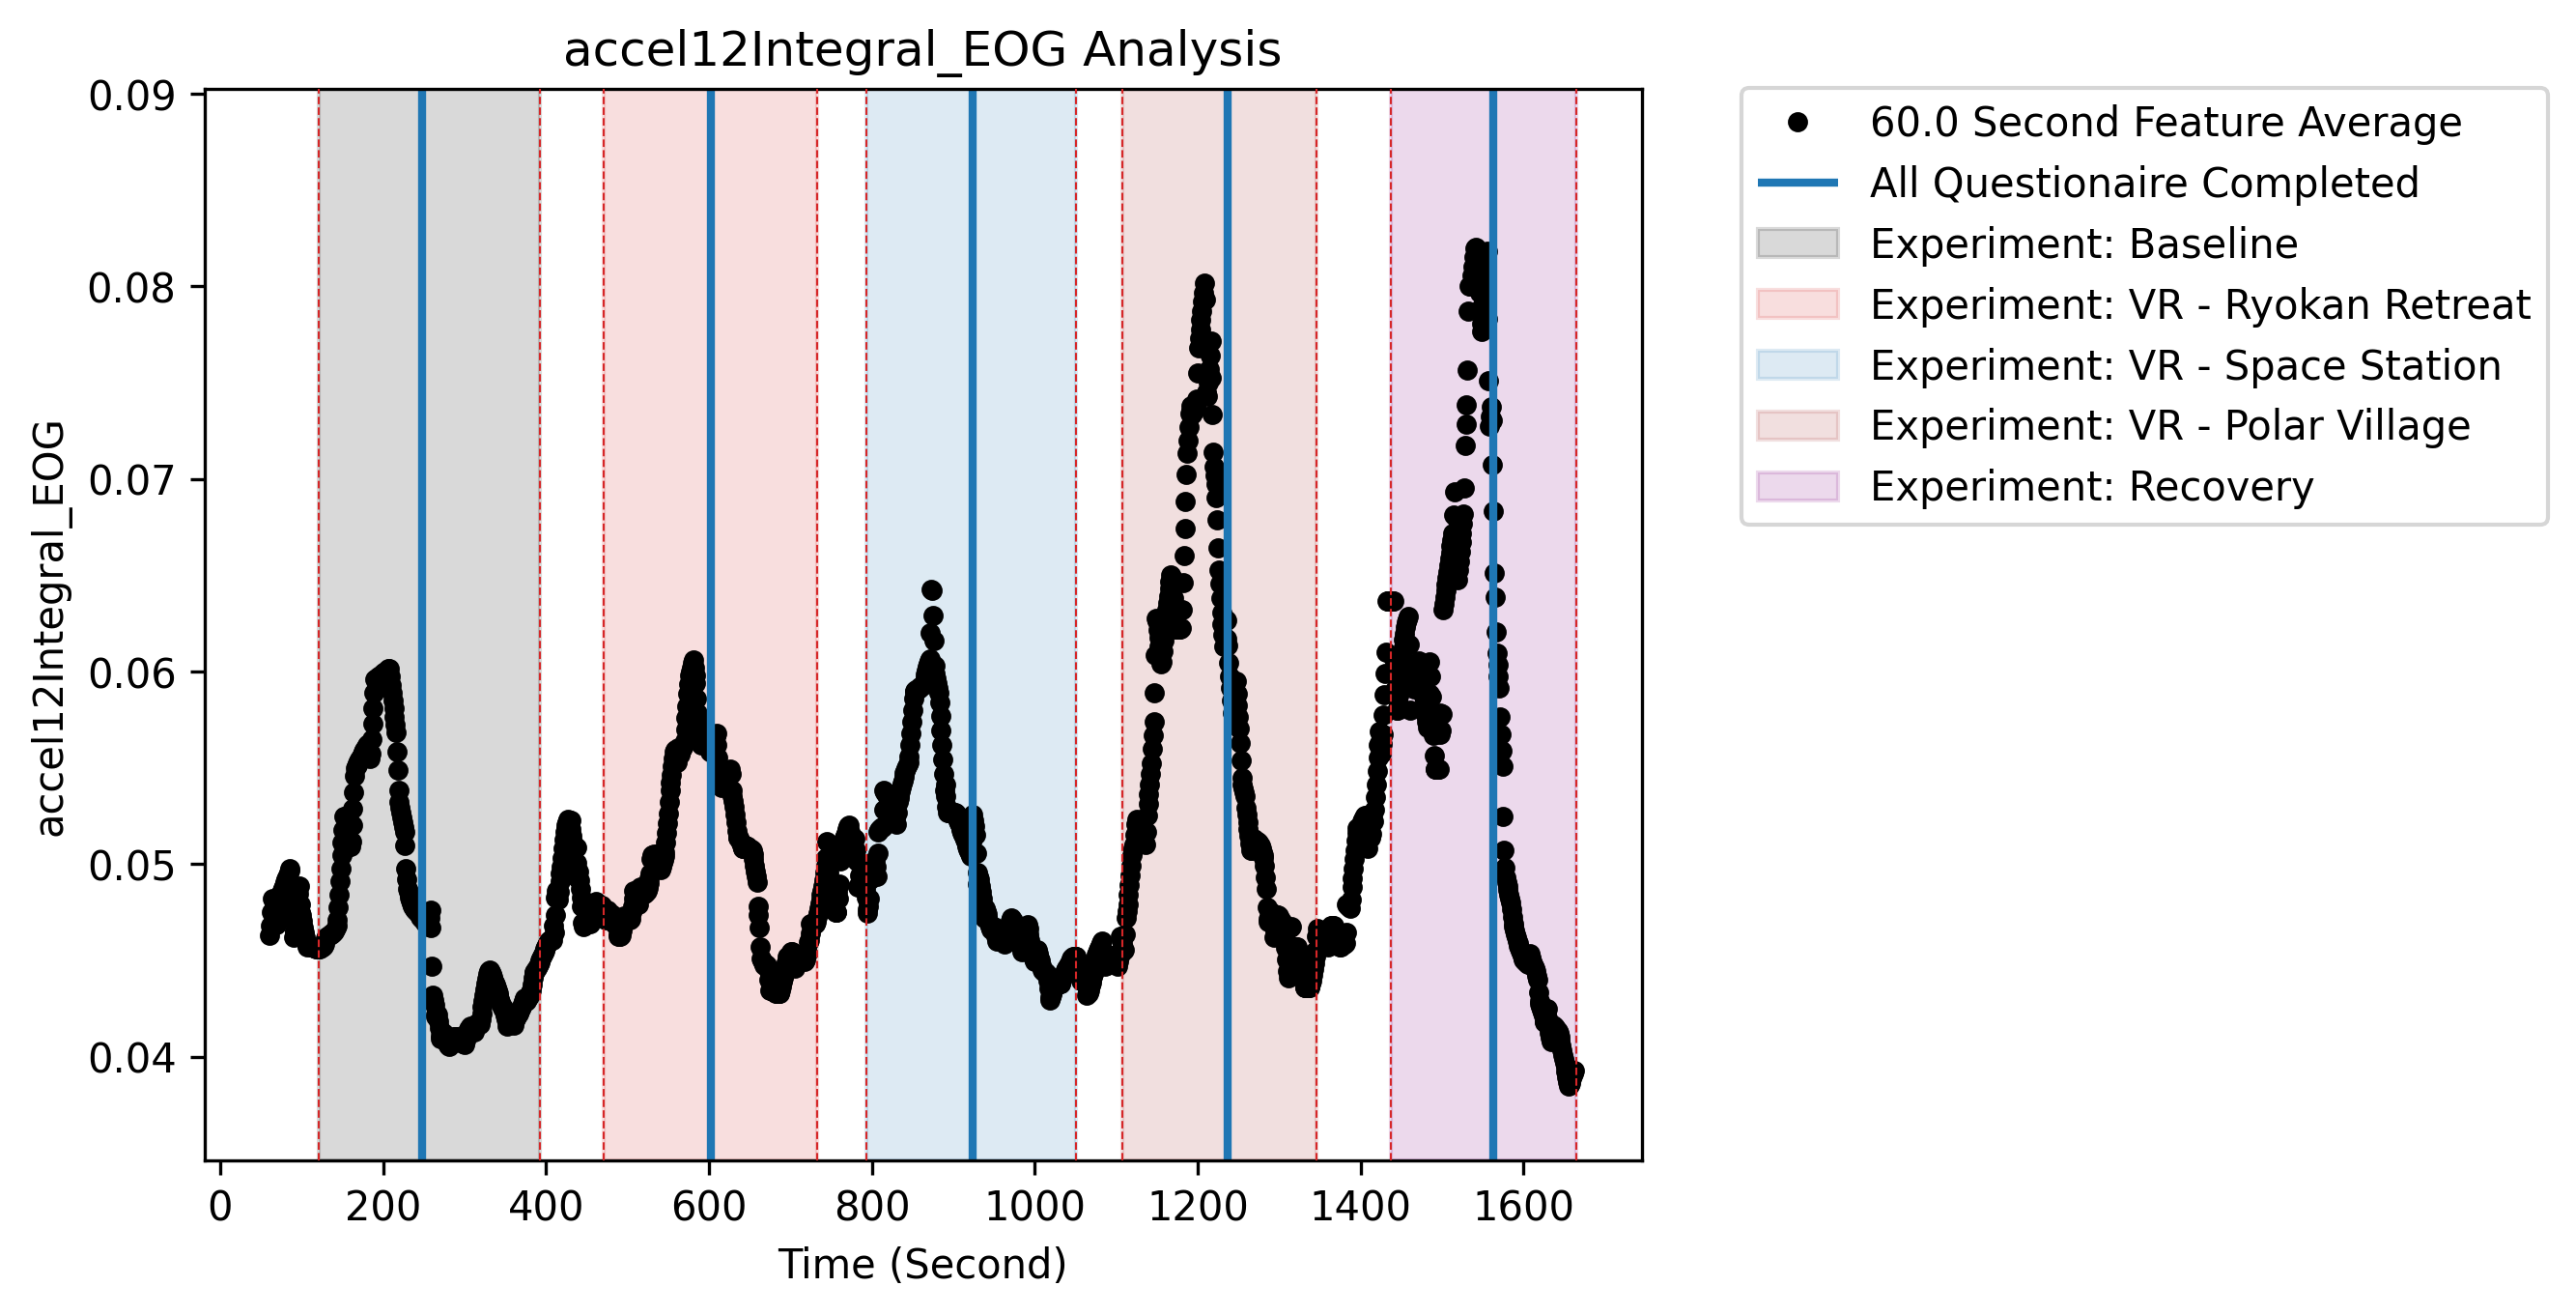 accel12Integral_EOG Analysis
0.09
0.08
0.07
0.06
0.05
0.04
accel12Integral_EOG
0 200 400 600 800 1000 1200 1400 1600
Time (Second)
60.0 Second Feature Average
All Questionaire Completed
Experiment: Baseline
Experiment: VR - Ryokan Retreat
Experiment: VR - Space Station
Experiment: VR - Polar Village
Experiment: Recovery